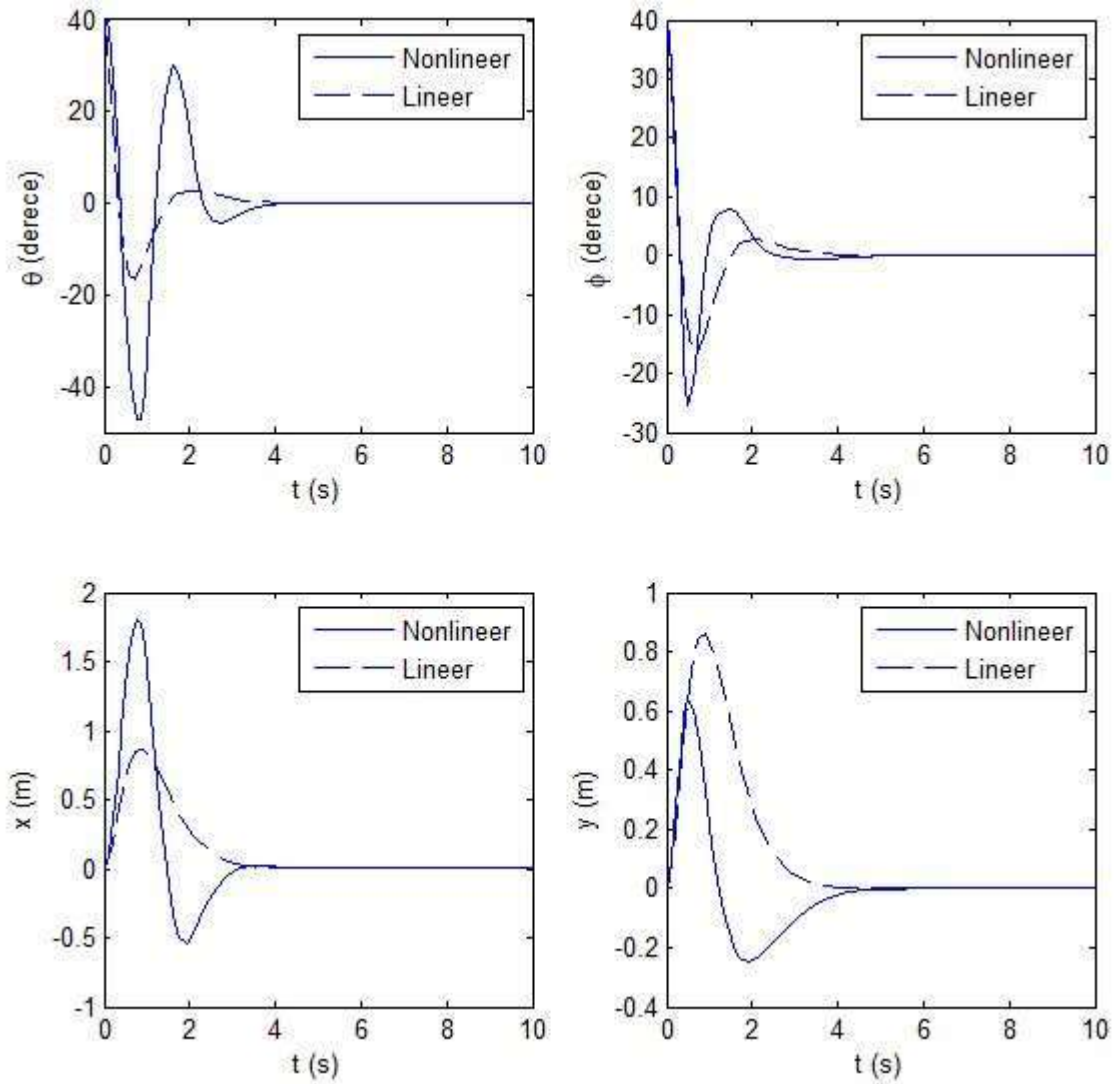 40
20
0
-20
-40
θ (derece)
Nonlineer
Lineer
0 2 4 6 8 10
t (s)
40
30
20
10
0
-10
-20
-30
ϕ (derece)
Nonlineer
Lineer
0 2 4 6 8 10
t (s)
2
1.5
1
0.5
0
-0.5
-1
x (m)
Nonlineer
Lineer
0 2 4 6 8 10
t (s)
1
0.8
0.6
0.4
0.2
0
-0.2
-0.4
y (m)
Nonlineer
Lineer
0 2 4 6 8 10
t (s)